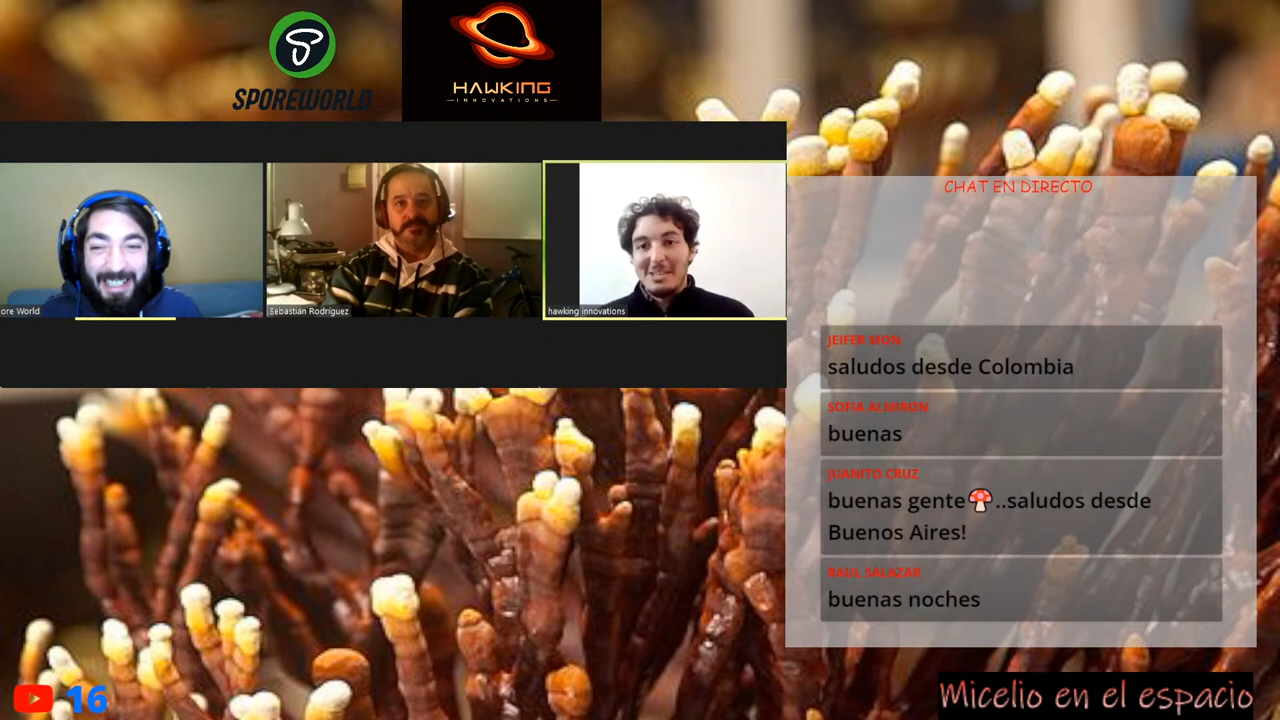 SPOREWORLD
HAWKING
INNOVATIONS
ore World
Sebastián Rodríguez
hawking innovations
CHAT EN DIRECTO
JEIFER MON
saludos desde Colombia
SOFIA ALMIRON
buenas
JUANITO CRUZ
buenas gente🍄..saludos desde
Buenos Aires!
RAUL SALAZAR
buenas noches
16
Micelio en el espacio